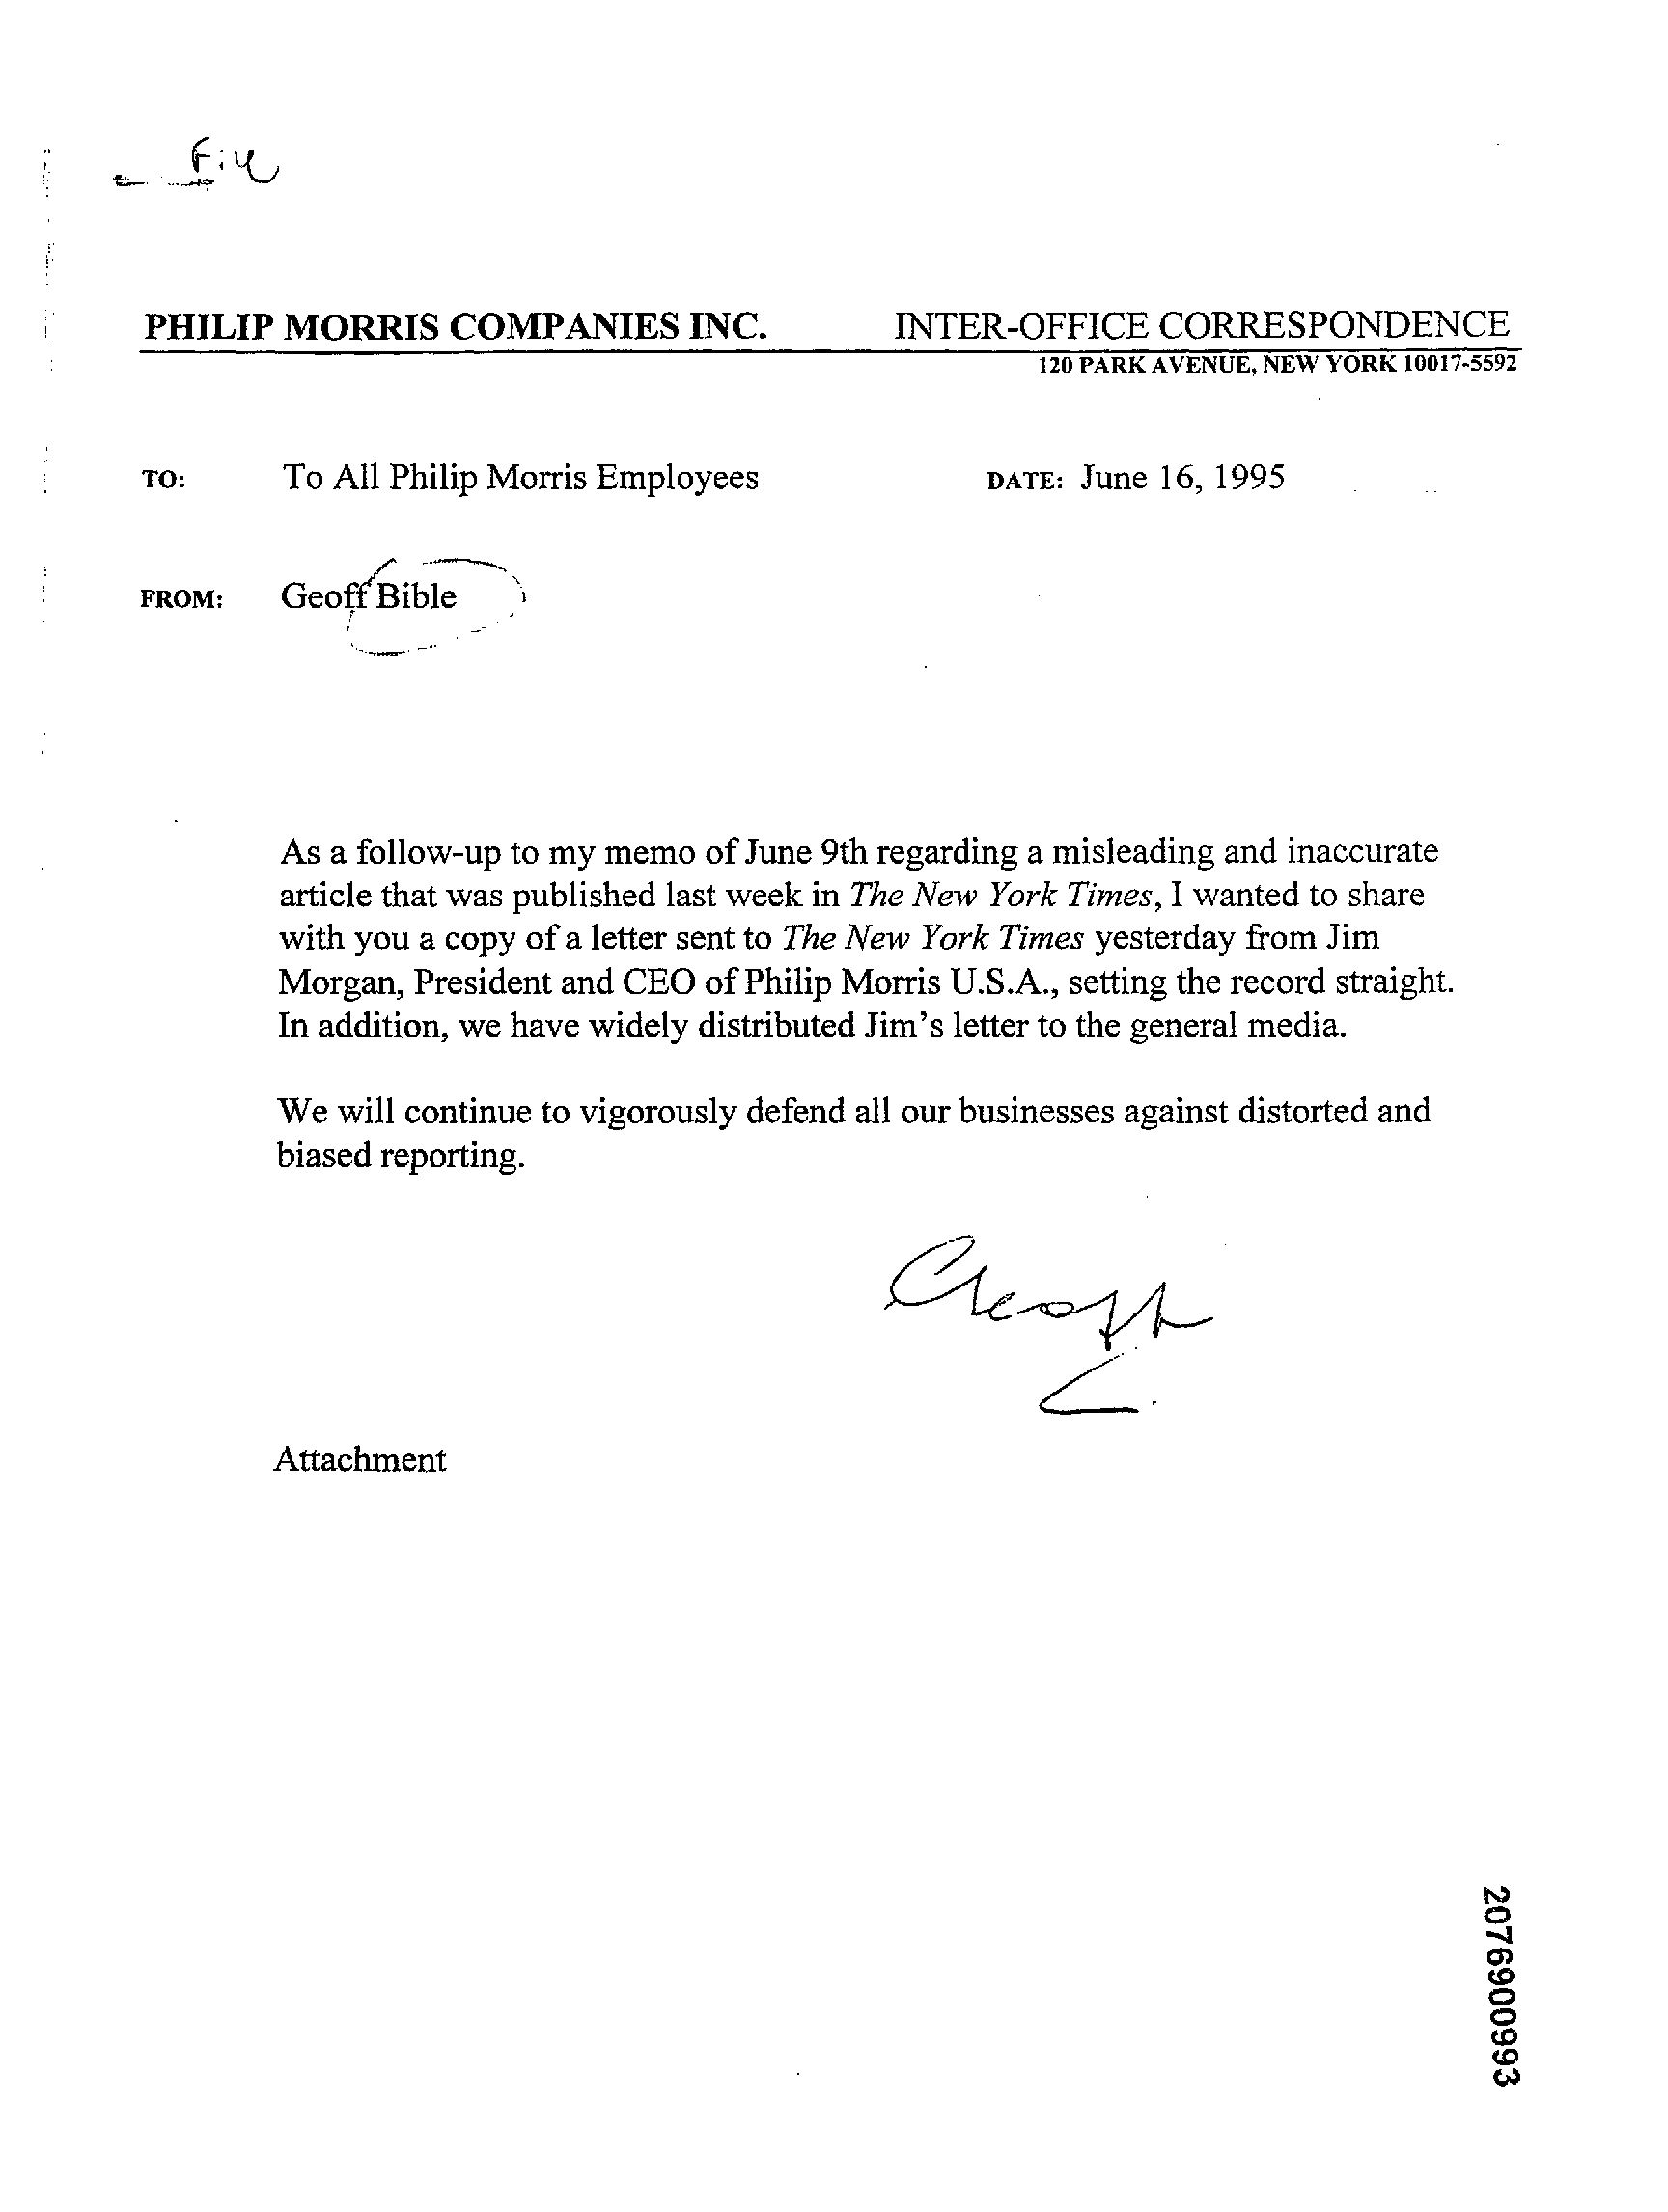 File
PHILIP MORRIS COMPANIES INC. INTER-OFFICE CORRESPONDENCE
120 PARK AVENUE, NEW YORK 10017-5592
TO: To All Philip Morris Employees DATE: June 16, 1995
FROM: Geoff Bible
As a follow-up to my memo of June 9th regarding a misleading and inaccurate
article that was published last week in The New York Times, I wanted to share
with you a copy of a letter sent to The New York Times yesterday from Jim
Morgan, President and CEO of Philip Morris U.S.A., setting the record straight.
In addition, we have widely distributed Jim's letter to the general media.
We will continue to vigorously defend all our businesses against distorted and
biased reporting.
Geoff
Attachment
2076900993